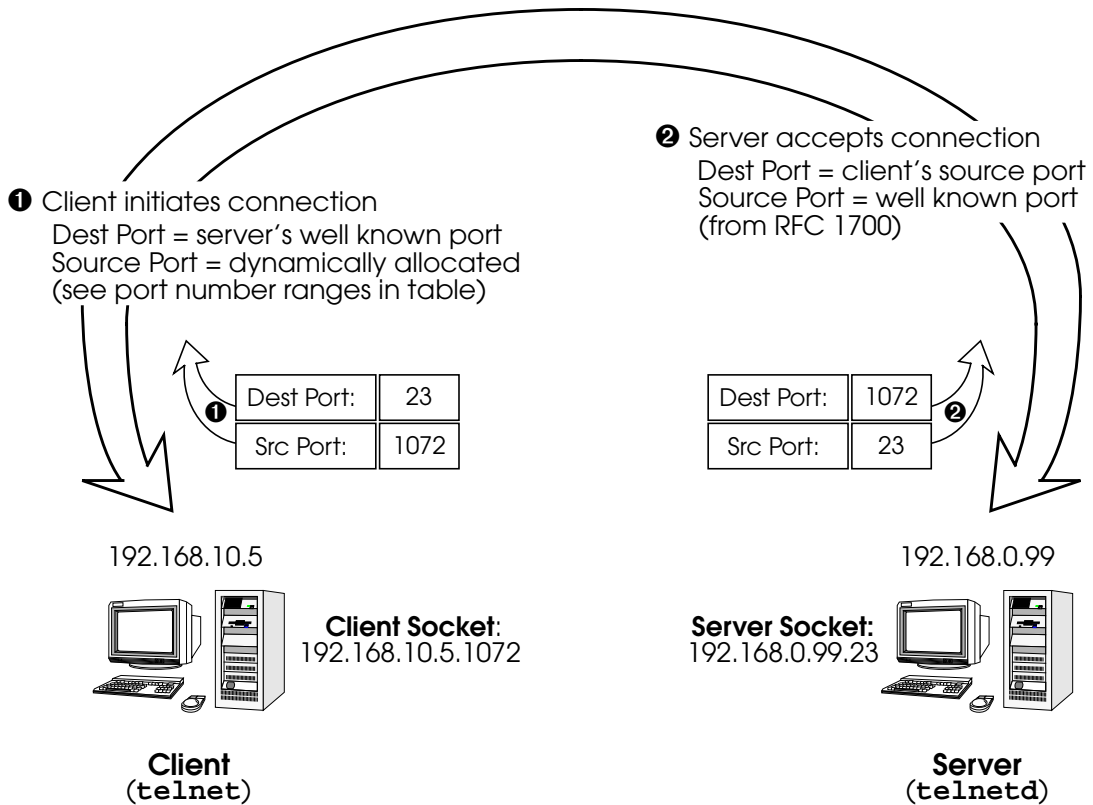 ❶ Client initiates connection
Dest Port = server's well known port
Source Port = dynamically allocated
(see port number ranges in table)
❷ Server accepts connection
Dest Port = client's source port
Source Port = well known port
(from RFC 1700)
❶
Dest Port: 23
Src Port: 1072
Dest Port: 1072
Src Port: 23
❷
192.168.10.5
Client Socket:
192.168.10.5.1072
Client
(telnet)
192.168.0.99
Server Socket:
192.168.0.99.23
Server
(telnetd)